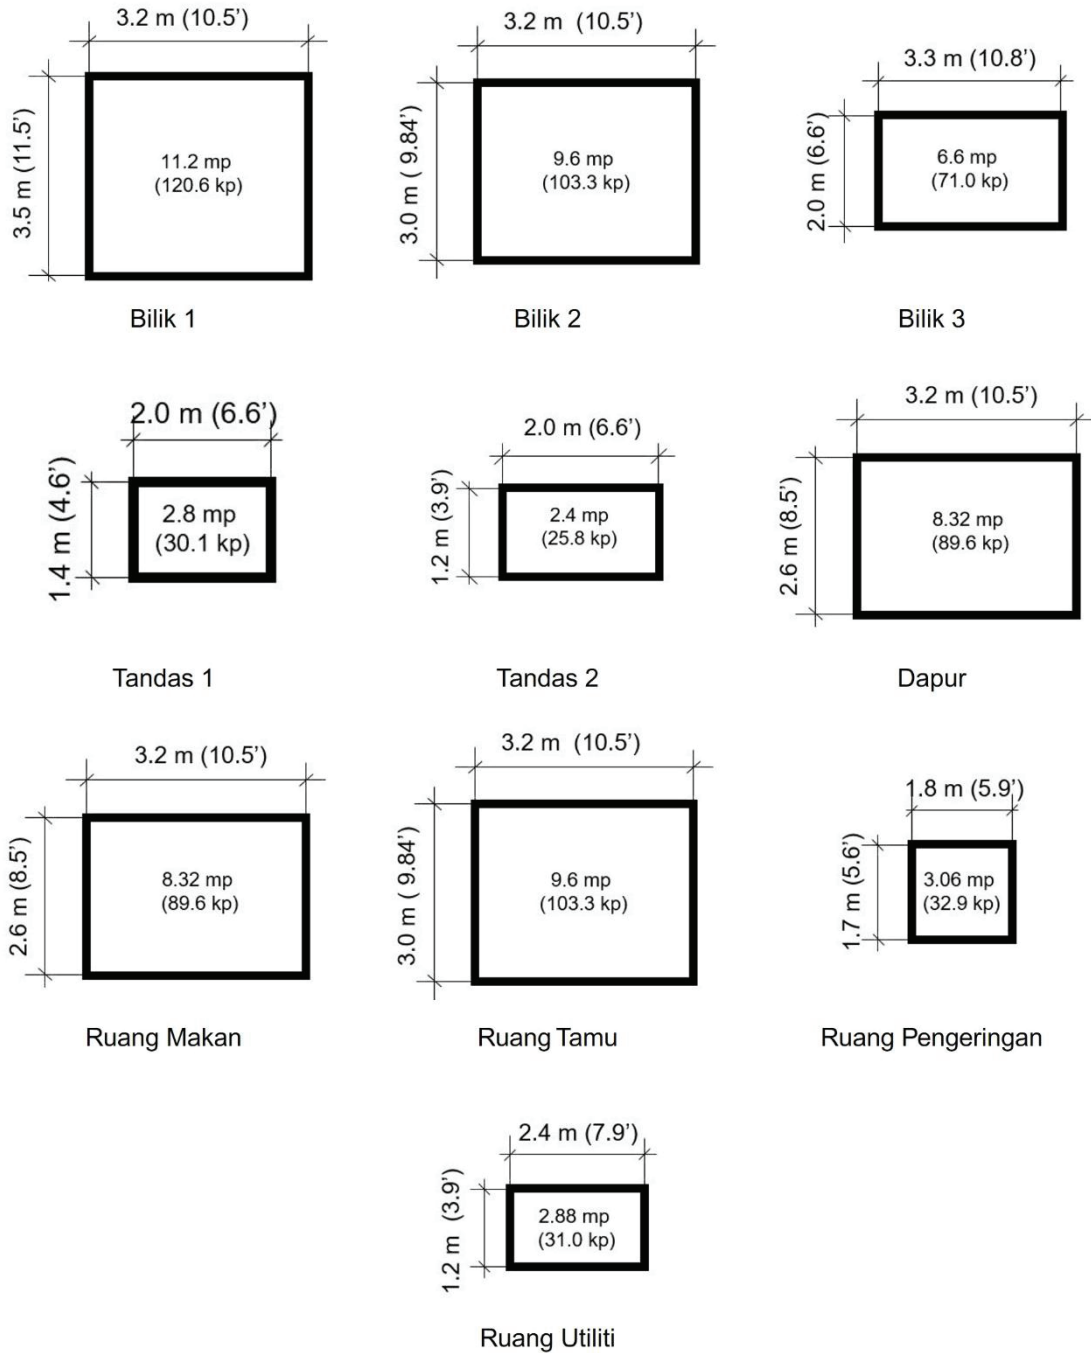 3.2 m (10.5’)
3.5 m (11.5’)
11.2 mp
(120.6 kp)
Bilik 1
3.2 m (10.5’)
3.0 m ( 9.84’)
9.6 mp
(103.3 kp)
Bilik 2
3.3 m (10.8’)
2.0 m (6.6’)
6.6 mp
(71.0 kp)
Bilik 3
2.0 m (6.6’)
1.4 m (4.6’)
2.8 mp
(30.1 kp)
Tandas 1
2.0 m (6.6’)
1.2 m (3.9’)
2.4 mp
(25.8 kp)
Tandas 2
3.2 m (10.5’)
2.6 m (8.5’)
8.32 mp
(89.6 kp)
Dapur
3.2 m (10.5’)
2.6 m (8.5’)
8.32 mp
(89.6 kp)
Ruang Makan
3.2 m (10.5’)
3.0 m ( 9.84’)
9.6 mp
(103.3 kp)
Ruang Tamu
1.8 m (5.9’)
1.7 m (5.6’)
3.06 mp
(32.9 kp)
Ruang Pengeringan
2.4 m (7.9’)
1.2 m (3.9’)
2.88 mp
(31.0 kp)
Ruang Utiliti